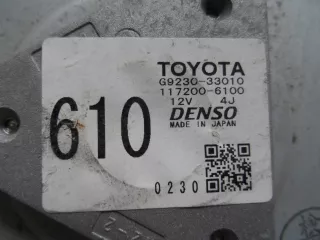 TOYOTA
G9230-33010
117200-6100
12V 4J
610
DENSO
MADE IN JAPAN
0230